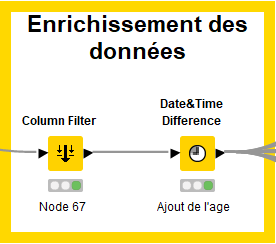 Enrichissement des
données
Date&Time
Column Filter
Difference
Node 67
Ajout de l'age